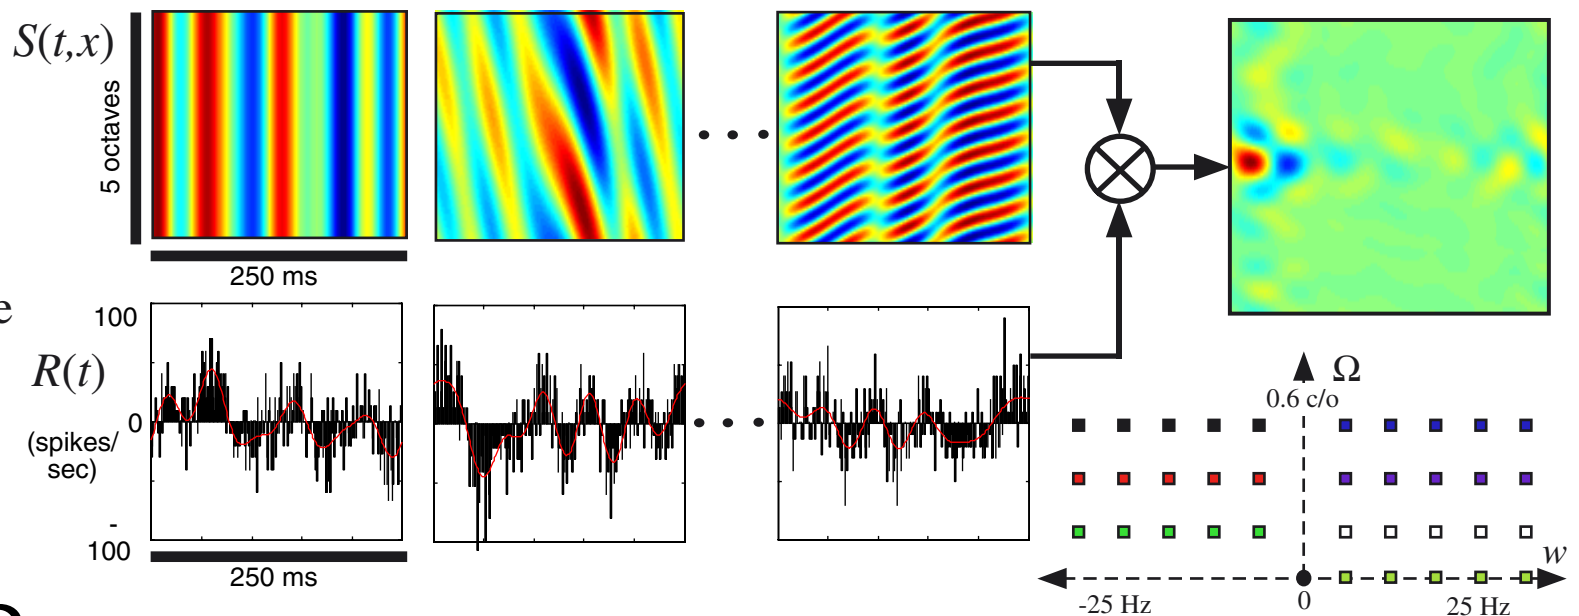 S(t,x)
5 octaves
250 ms
e
R(t)
(spikes/
sec)
100
0
-
100
250 ms
Ω
0.6 c/o
w
-25 Hz
0
25 Hz